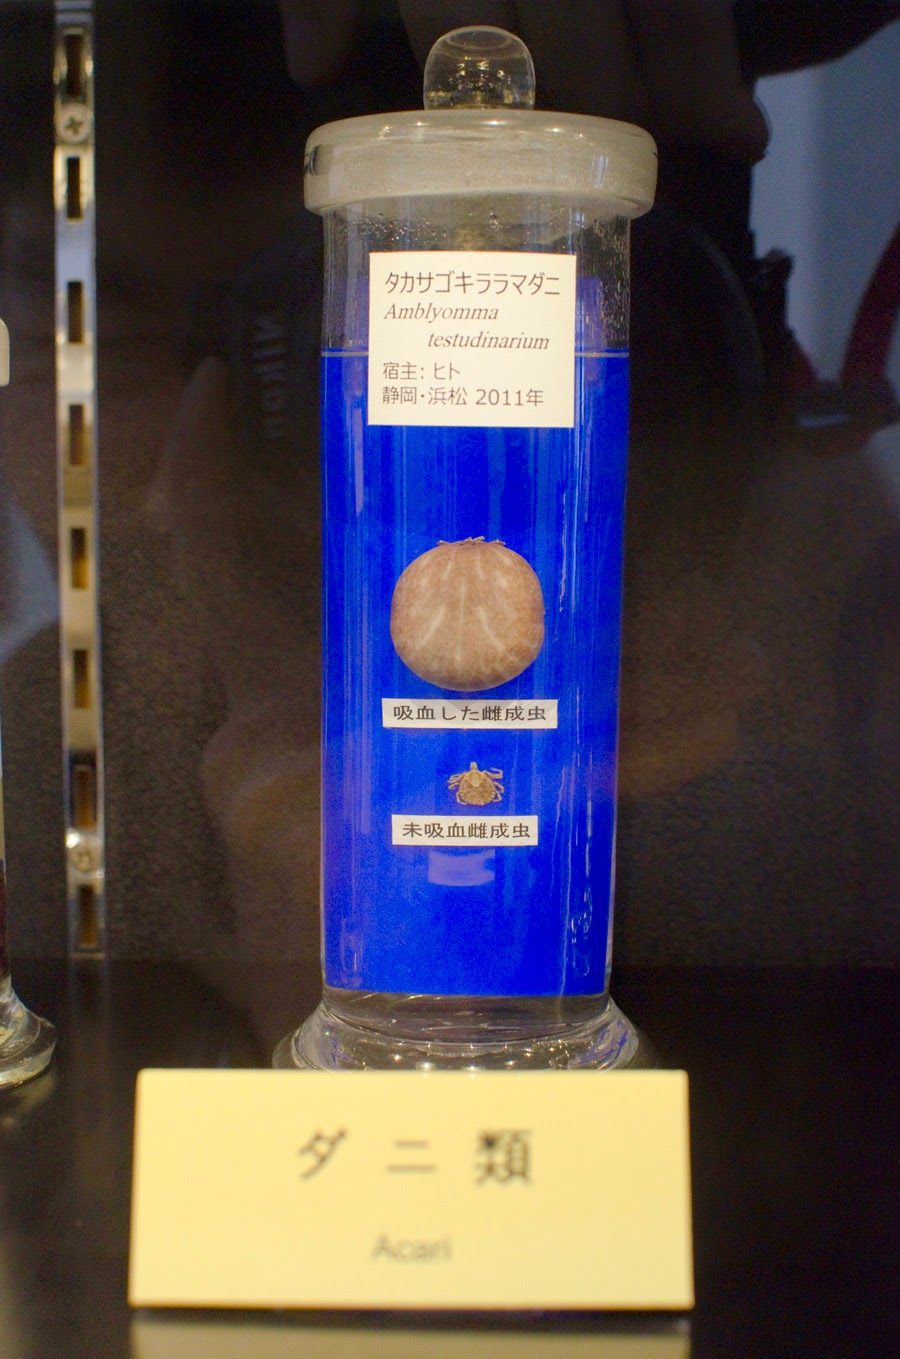 タカサゴキララマダニ
Amblyomma
testudinarium
宿主: ヒト
静岡・浜松 2011年
吸血した雌成虫
未吸血雌成虫
ダニ類
Acari